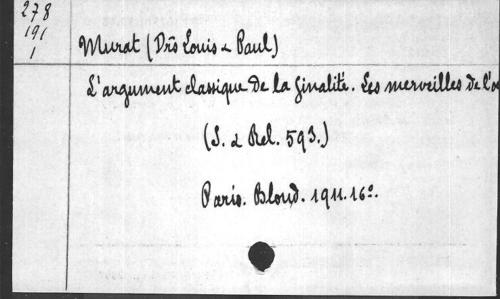 278
191
1
Murat (Drs Louis & Paul)
L'argument classique de la finalité. Les merveilles de l'
(S. & Rel. 593.)
Paris. Bloud. 1911. 16°.